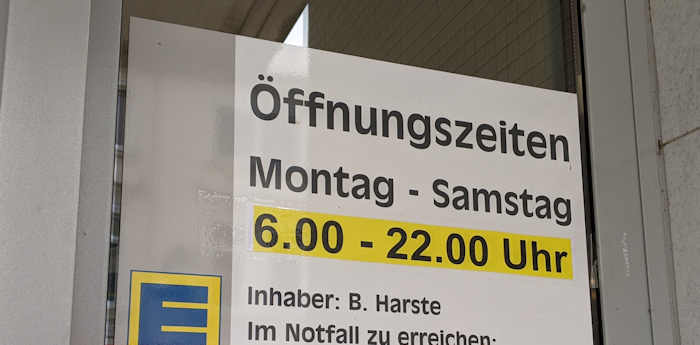 Öffnungszeiten
Montag - Samstag
6.00 - 22.00 Uhr
Inhaber: B. Harste
Im Notfall zu erreichen:
E